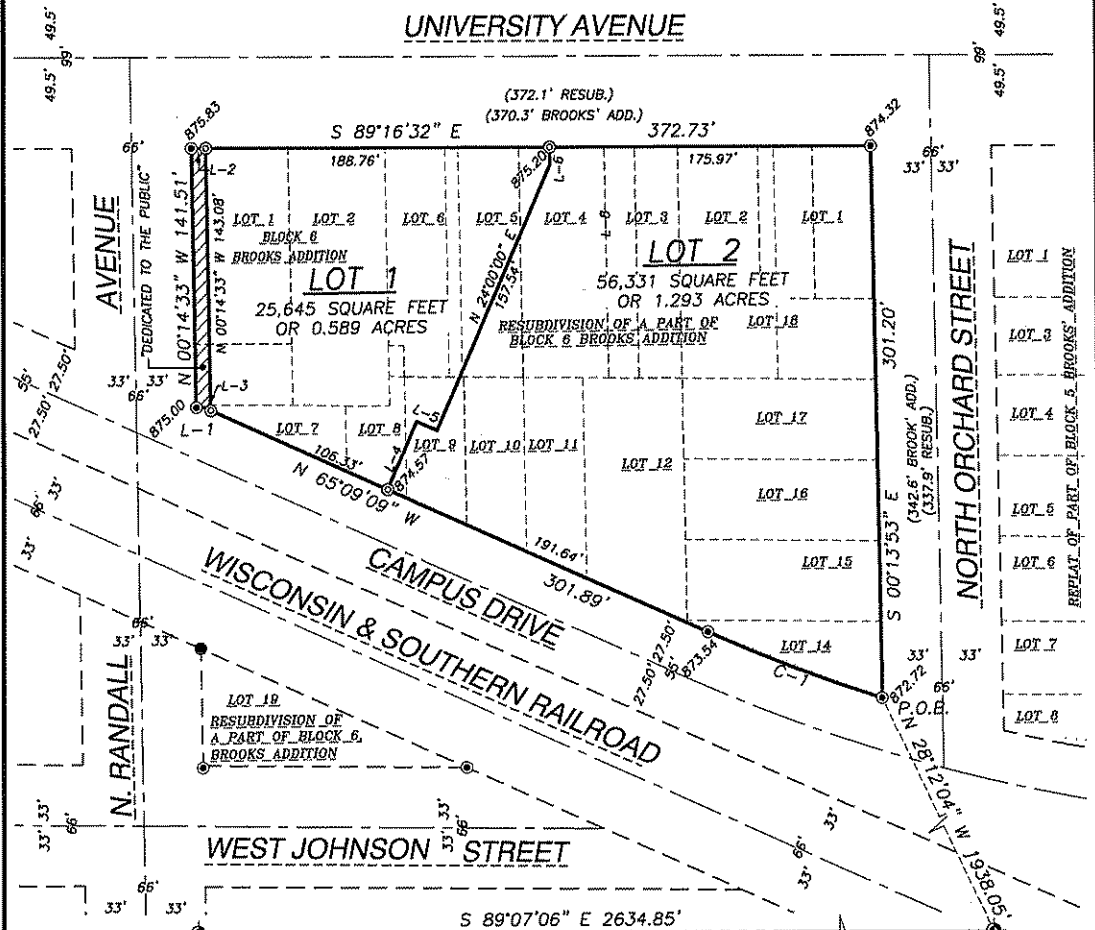 UNIVERSITY AVENUE
49.5'
99'
49.5'
49.5'
99'
49.5'
(372.1' RESUB.)
(370.3' BROOKS' ADD.)
S 89°16'32" E
372.73'
875.83
874.32
66'
L-2
188.76'
875.20
L-6
175.97'
66'
33'
33'
AVENUE
"DEDICATED TO THE PUBLIC"
N 00°14'33" W 141.51'
N 00°14'33" W 143.08'
LOT 1
LOT 2
LOT 6
LOT 5
LOT 4
L-8
LOT 3
LOT 2
LOT 1
BLOCK 6
BROOKS ADDITION
LOT 1
25,645 SQUARE FEET
OR 0.589 ACRES
N 24°00'00" E
157.54
LOT 2
56,331 SQUARE FEET
OR 1.293 ACRES
RESUBDIVISION OF A PART OF
BLOCK 6 BROOKS ADDITION
LOT 18
301.20'
NORTH ORCHARD STREET
LOT 1
LOT 3
LOT 4
LOT 5
LOT 6
LOT 7
LOT 8
REPLAT OF PART OF BLOCK 5 BROOKS' ADDITION
27.50'
55'
27.50'
33'
33'
66'
L-3
875.00
L-1
LOT 7
LOT 8
L-4
L-5
LOT 9
LOT 10
LOT 11
LOT 12
LOT 17
LOT 16
LOT 15
LOT 14
(342.6' BROOK' ADD.)
(337.9' RESUB.)
S 00°13'53" E
105.33'
874.57
N 65°09'09" W
191.64'
301.89'
33'
66'
33'
CAMPUS DRIVE
WISCONSIN & SOUTHERN RAILROAD
27.50'
27.50'
55'
873.54
C-1
33'
33'
66'
872.72
P.O.B.
66'
33'
33'
N. RANDALL
LOT 19
RESUBDIVISION OF
A PART OF BLOCK 6,
BROOKS ADDITION
N 28°12'04" W 1938.05'
33'
33'
66'
33'
33'
66'
33'
66'
33'
WEST JOHNSON STREET
66'
33'
33'
S 89°07'06" E 2634.85'